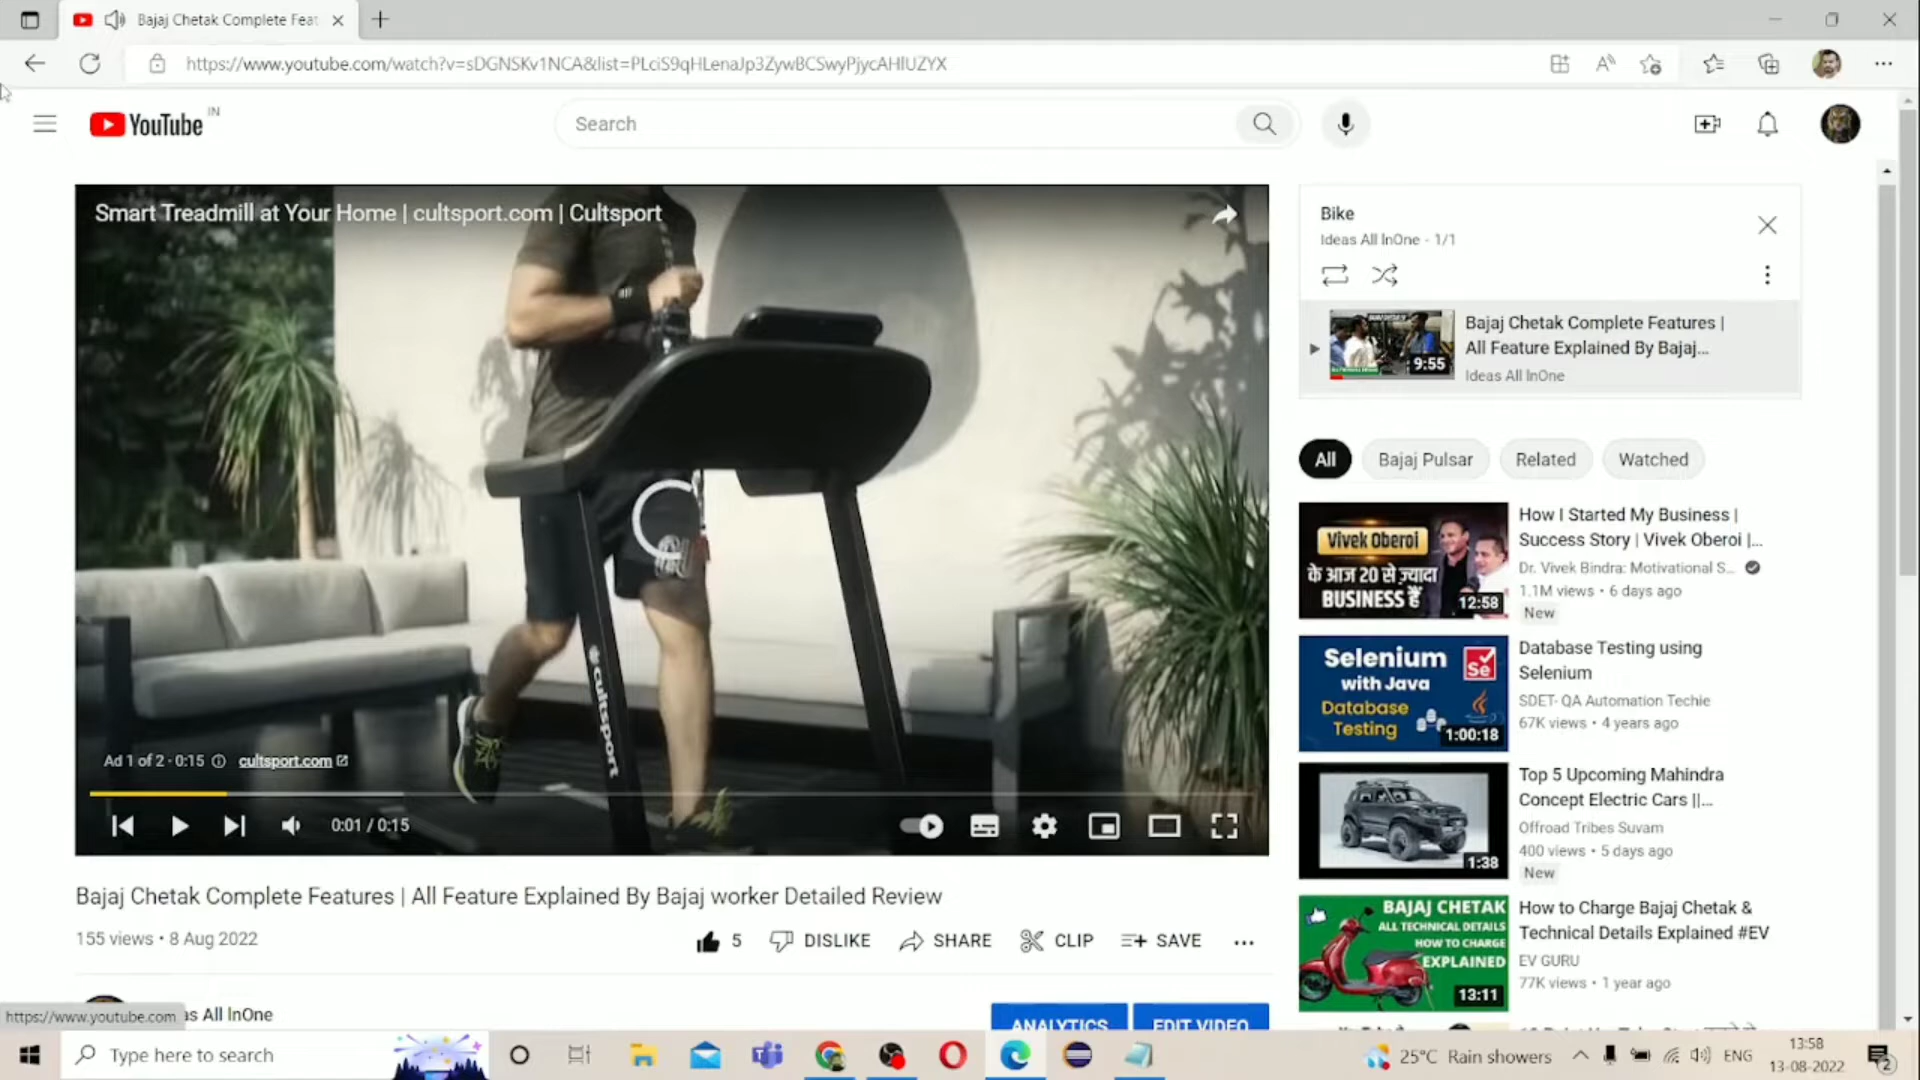 Bajaj Chetak Complete Feat
https://www.youtube.com/watch?v=sDGNSKv1NCA&list=PLciS9qHLenaJp3ZywBCSwyPjycAHlUZYX
YouTube IN
Search
Smart Treadmill at Your Home | cultsport.com | Cultsport
cultsport
Ad 1 of 2 · 0:15
cultsport.com
0:01 / 0:15
Bajaj Chetak Complete Features | All Feature Explained By Bajaj worker Detailed Review
155 views • 8 Aug 2022
5
DISLIKE
SHARE
CLIP
SAVE
https://www.youtube.com
as All InOne
ANALYTICS
EDIT VIDEO
Bike
Ideas All InOne - 1/1
9:55
Bajaj Chetak Complete Features |
All Feature Explained By Bajaj...
Ideas All InOne
All
Bajaj Pulsar
Related
Watched
Vivek Oberoi
के आज 20 से ज़्यादा
BUSINESS हैं
12:58
How I Started My Business |
Success Story | Vivek Oberoi |...
Dr. Vivek Bindra: Motivational S...
1.1M views • 6 days ago
New
Selenium
with Java
Database
Testing
Se
1:00:18
Database Testing using
Selenium
SDET- QA Automation Techie
67K views • 4 years ago
1:38
Top 5 Upcoming Mahindra
Concept Electric Cars ||...
Offroad Tribes Suvam
400 views • 5 days ago
New
BAJAJ CHETAK
ALL TECHNICAL DETAILS
HOW TO CHARGE
EXPLAINED
13:11
How to Charge Bajaj Chetak &
Technical Details Explained #EV
EV GURU
77K views • 1 year ago
Type here to search
25°C Rain showers
ENG
13:58
13-08-2022
2